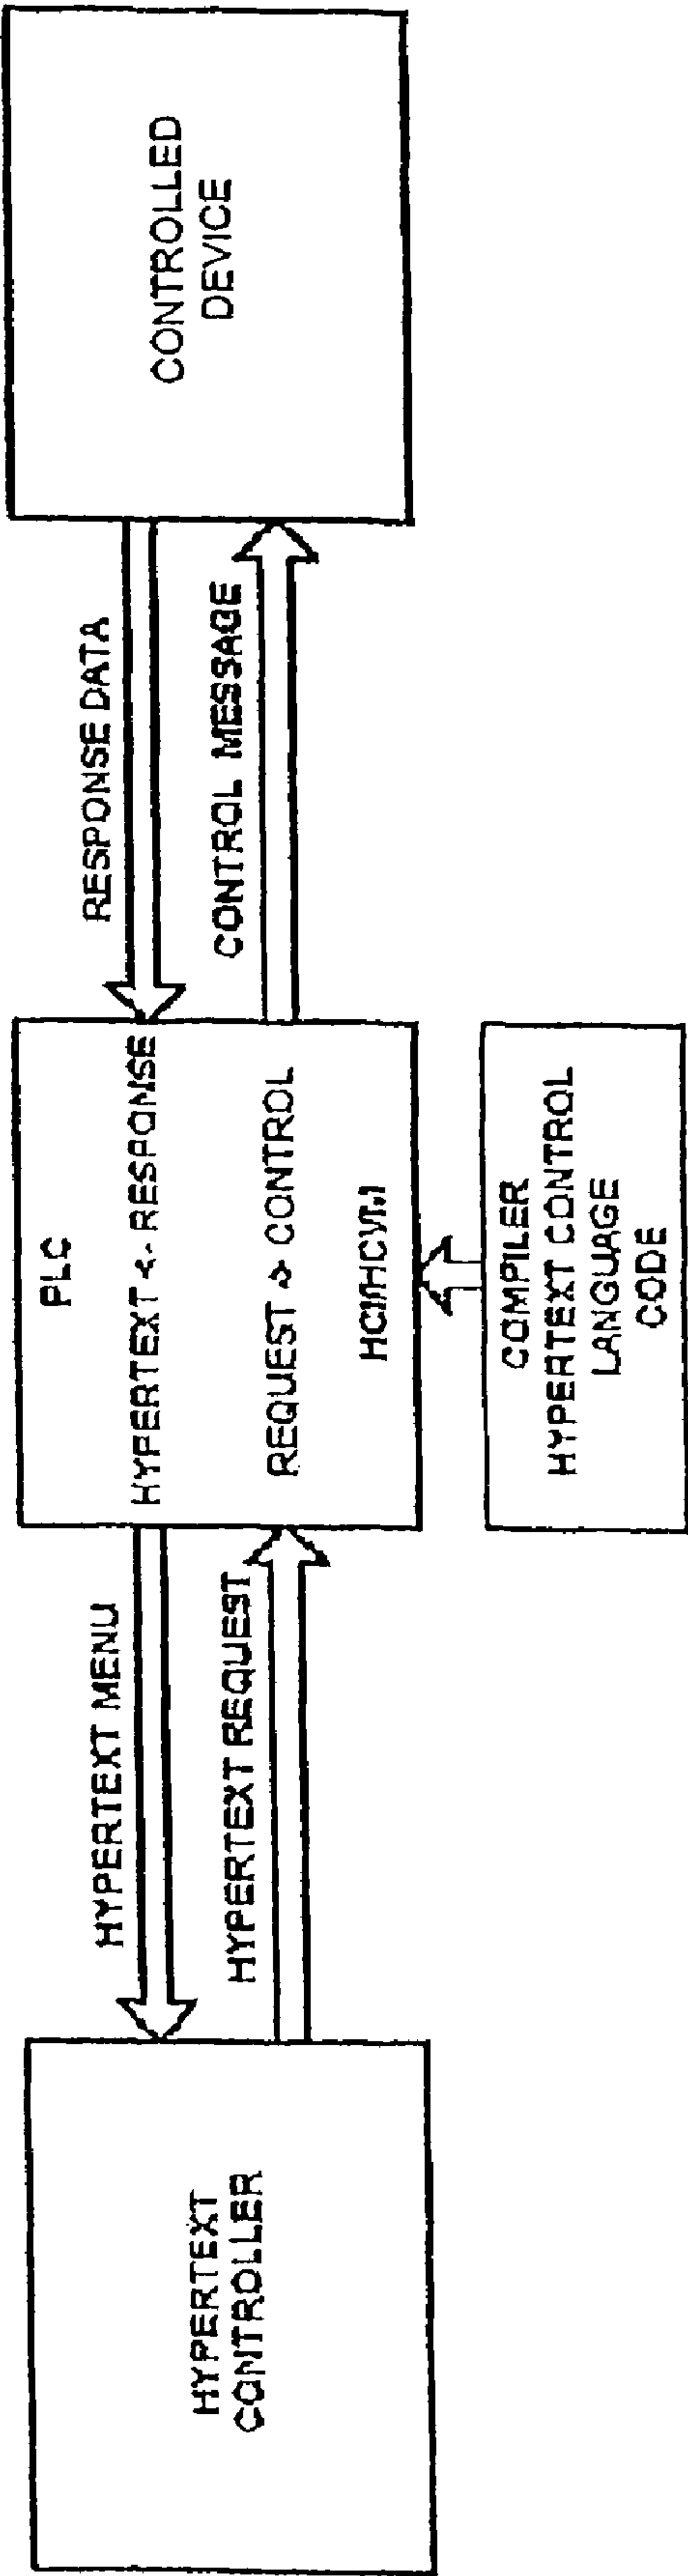 HYPERTEXT
CONTROLLER
HYPERTEXT MENU
HYPERTEXT REQUEST
PLC
HYPERTEXT <- RESPONSE
REQUEST -> CONTROL
RESPONSE DATA
CONTROL MESSAGE
CONTROLLED
DEVICE
COMPILER
HYPERTEXT CONTROL
LANGUAGE
CODE